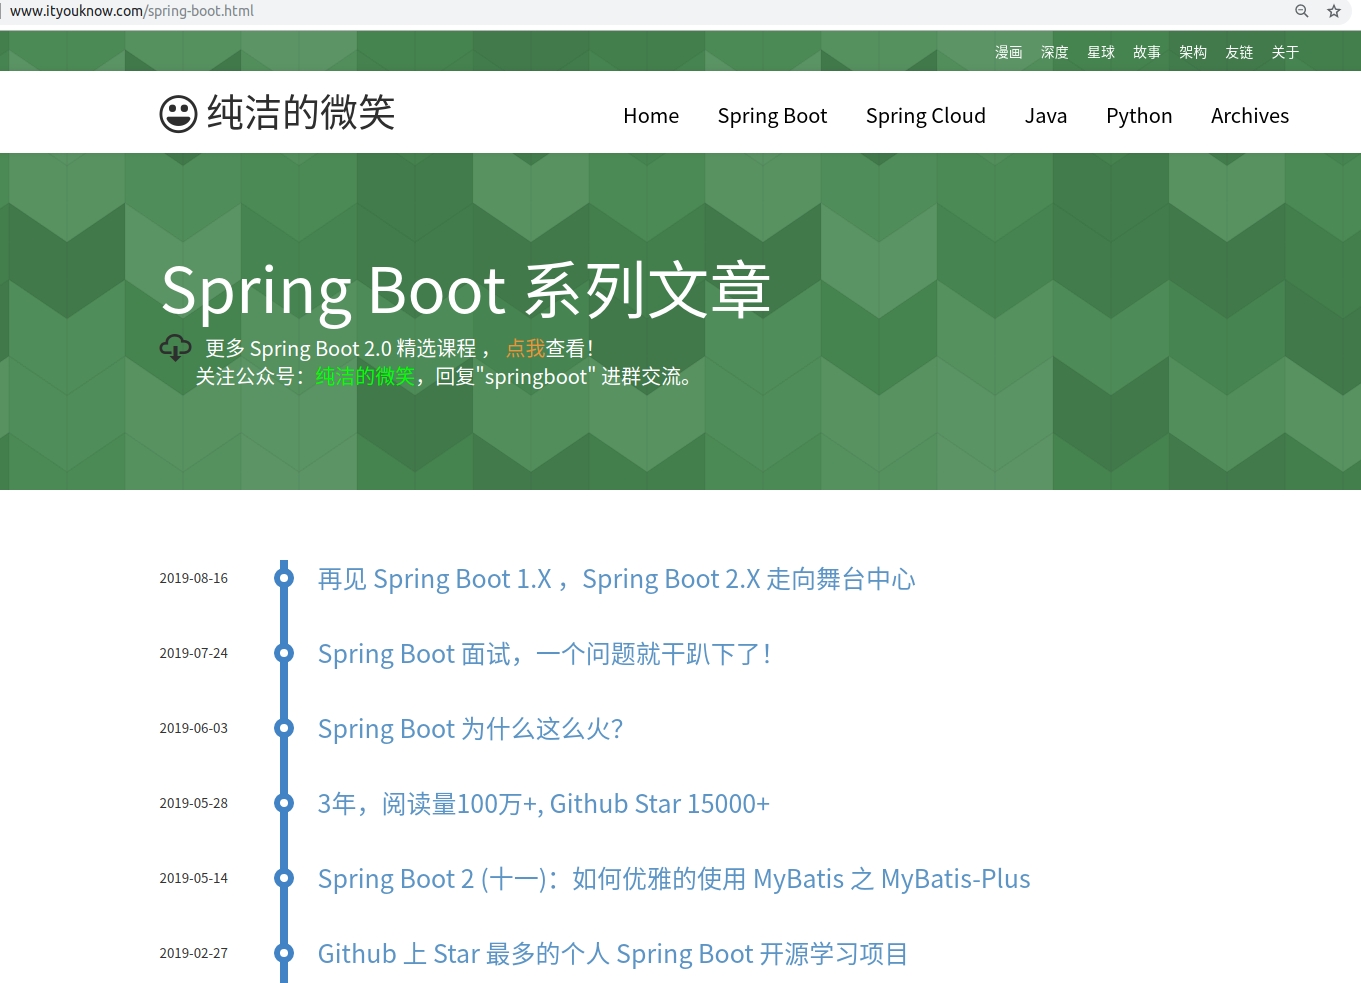 www.ityouknow.com/spring-boot.html
漫画 深度 星球 故事 架构 友链 关于
纯洁的微笑 Home Spring Boot Spring Cloud Java Python Archives
Spring Boot 系列文章
更多 Spring Boot 2.0 精选课程 ， 点我查看！
关注公众号：纯洁的微笑，回复"springboot" 进群交流。
2019-08-16 再见 Spring Boot 1.X ，Spring Boot 2.X 走向舞台中心
2019-07-24 Spring Boot 面试，一个问题就干趴下了！
2019-06-03 Spring Boot 为什么这么火？
2019-05-28 3年，阅读量100万+, Github Star 15000+
2019-05-14 Spring Boot 2 (十一)：如何优雅的使用 MyBatis 之 MyBatis-Plus
2019-02-27 Github 上 Star 最多的个人 Spring Boot 开源学习项目